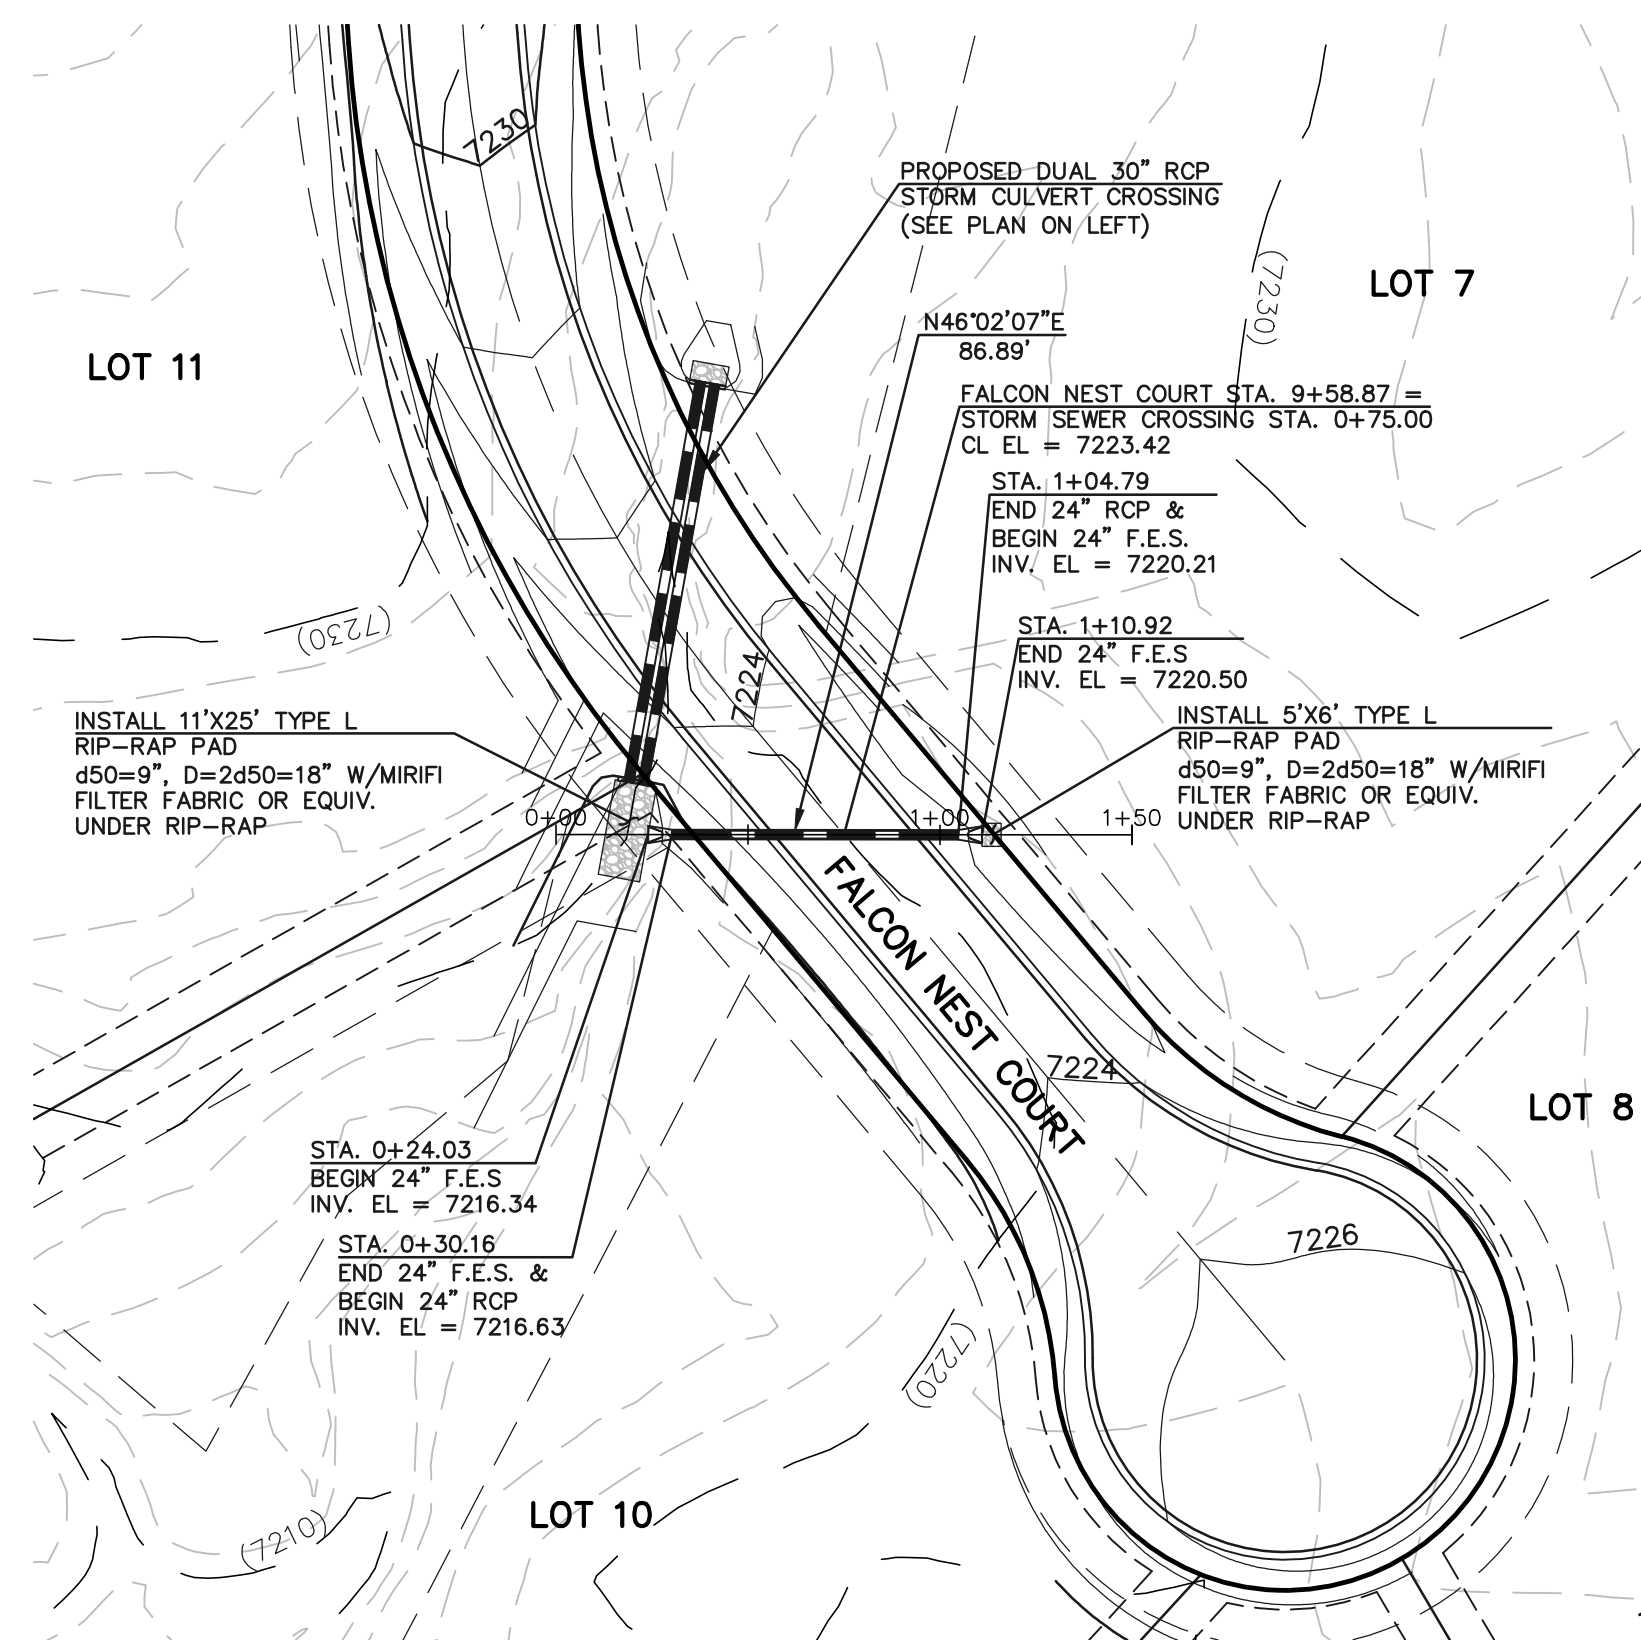 7230
PROPOSED DUAL 30" RCP
STORM CULVERT CROSSING
(SEE PLAN ON LEFT)
LOT 7
(7230)
N46°02'07"E
86.89'
LOT 11
FALCON NEST COURT STA. 9+58.87 =
STORM SEWER CROSSING STA. 0+75.00
CL EL = 7223.42
STA. 1+04.79
END 24" RCP &
BEGIN 24" F.E.S.
INV. EL = 7220.21
(7230)
STA. 1+10.92
END 24" F.E.S
INV. EL = 7220.50
7224
INSTALL 11'X25' TYPE L
RIP-RAP PAD
d50=9", D=2d50=18" W/MIRIFI
FILTER FABRIC OR EQUIV.
UNDER RIP-RAP
INSTALL 5'X6' TYPE L
RIP-RAP PAD
d50=9", D=2d50=18" W/MIRIFI
FILTER FABRIC OR EQUIV.
UNDER RIP-RAP
0+00
1+00
1+50
FALCON NEST COURT
7224
LOT 8
STA. 0+24.03
BEGIN 24" F.E.S
INV. EL = 7216.34
STA. 0+30.16
END 24" F.E.S. &
BEGIN 24" RCP
INV. EL = 7216.63
7226
(7220)
LOT 10
(7210)